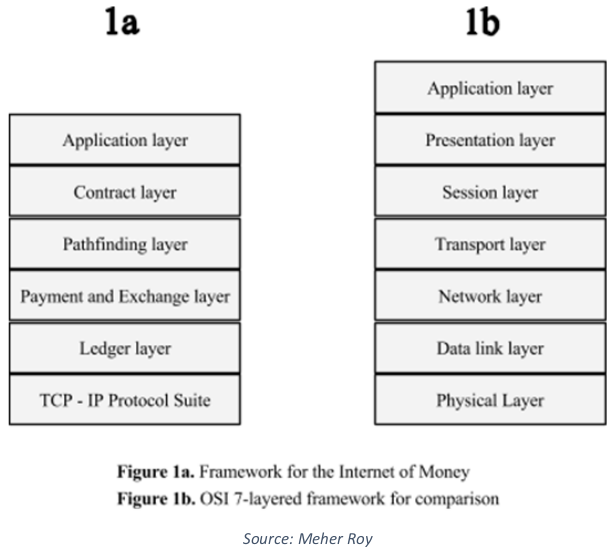 1a
Application layer
Contract layer
Pathfinding layer
Payment and Exchange layer
Ledger layer
TCP - IP Protocol Suite
1b
Application layer
Presentation layer
Session layer
Transport layer
Network layer
Data link layer
Physical Layer
Figure 1a. Framework for the Internet of Money
Figure 1b. OSI 7-layered framework for comparison
Source: Meher Roy